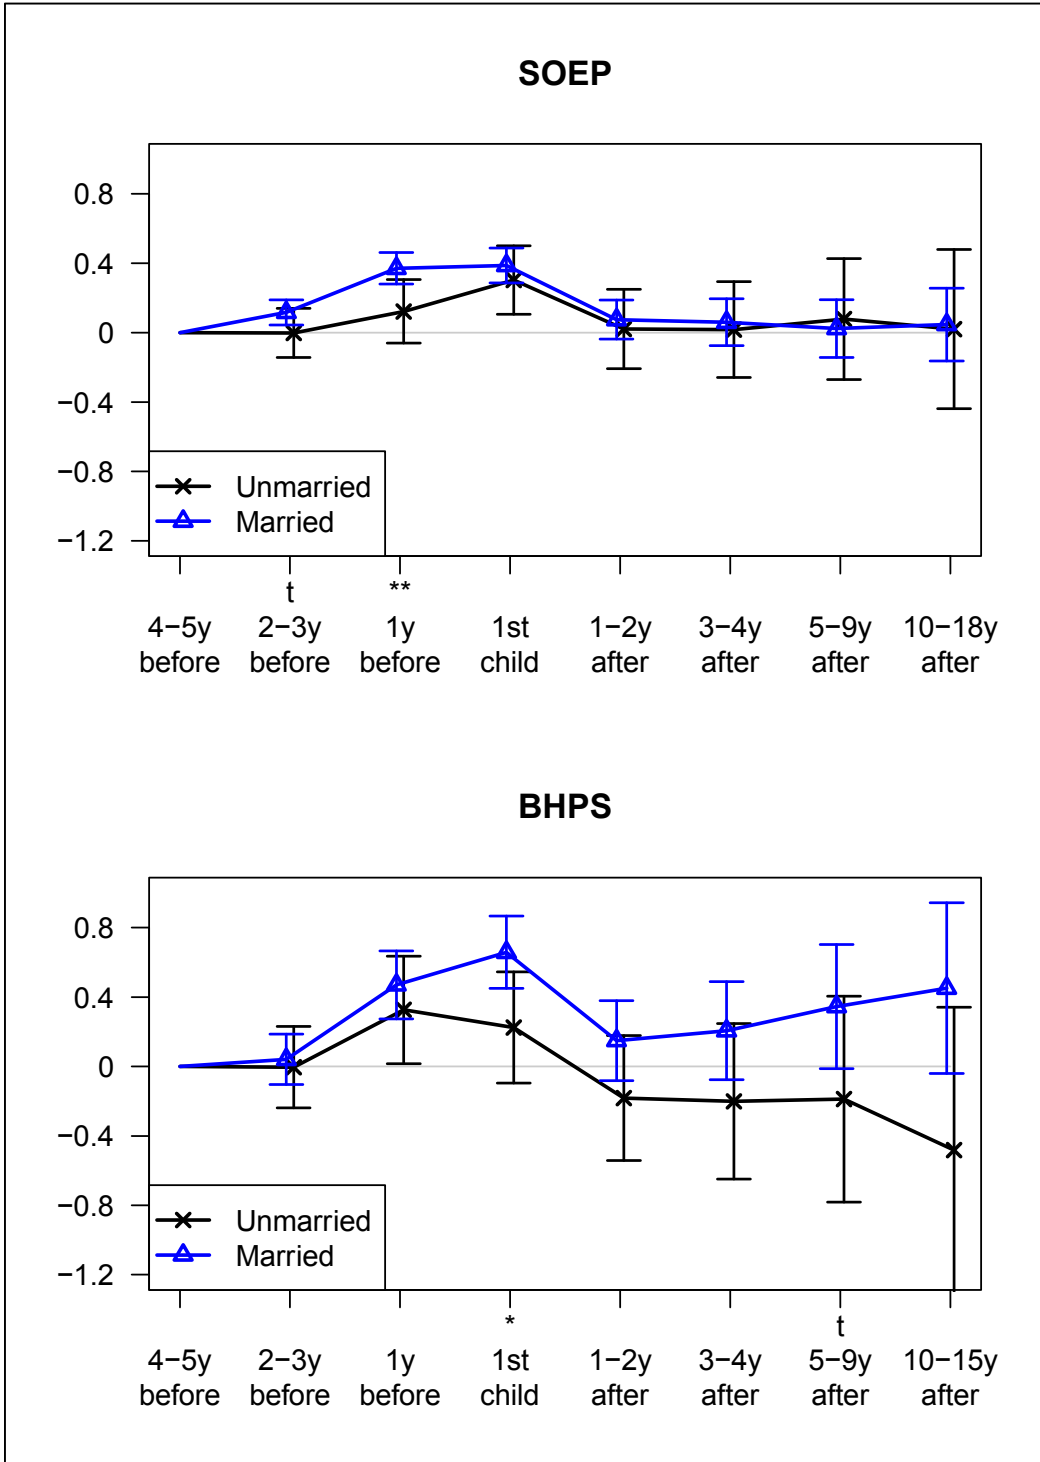 SOEP
0.8
0.4
0
−0.4
−0.8
−1.2
Unmarried
Married
t **
4−5y 2−3y 1y 1st 1−2y 3−4y 5−9y 10−18y
before before before child after after after after
BHPS
0.8
0.4
0
−0.4
−0.8
−1.2
Unmarried
Married
* t
4−5y 2−3y 1y 1st 1−2y 3−4y 5−9y 10−15y
before before before child after after after after